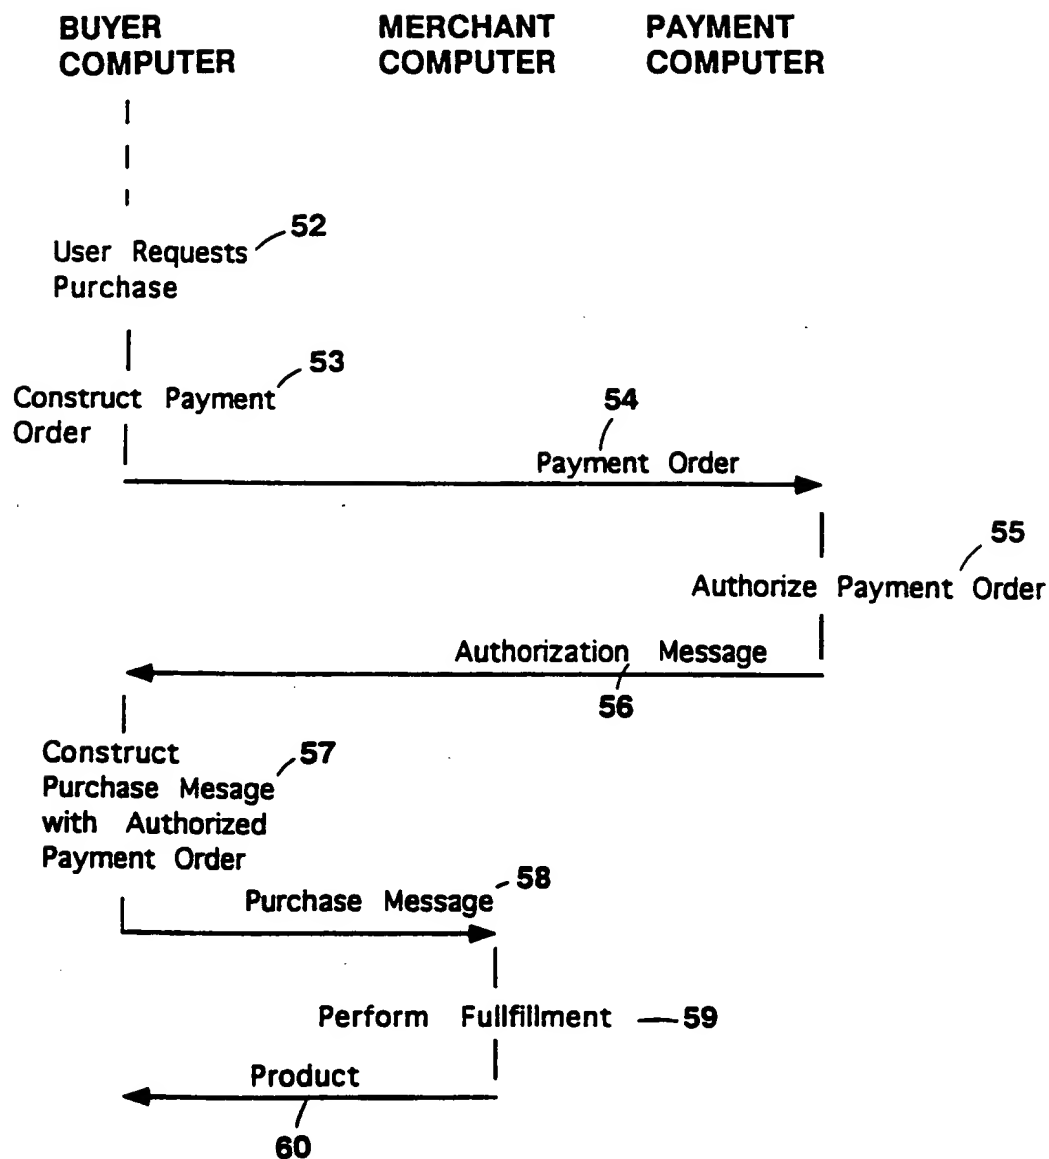 BUYER
COMPUTER
MERCHANT
COMPUTER
PAYMENT
COMPUTER
52
User Requests
Purchase
53
Construct Payment
Order
54
Payment Order
55
Authorize Payment Order
Authorization Message
56
Construct
57
Purchase Mesage
with Authorized
Payment Order
58
Purchase Message
Perform Fullfillment
59
Product
60